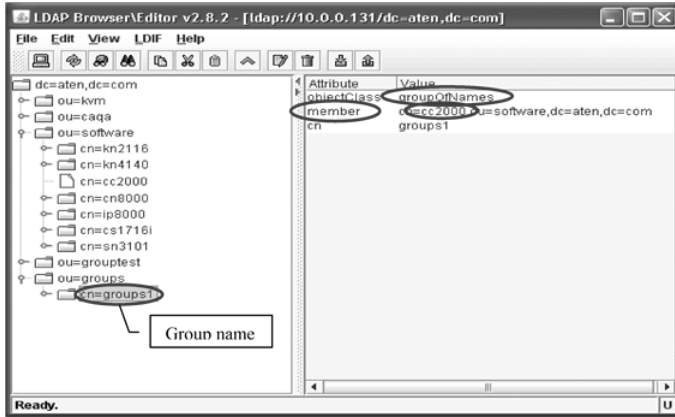 LDAP Browser\Editor v2.8.2 - [ldap://10.0.0.131/dc=aten,dc=com]
File Edit View LDIF Help
dc=aten,dc=com
ou=kvm
ou=caqa
ou=software
cn=kn2116
cn=kn4140
cn=cc2000
cn=cn8000
cn=ip8000
cn=cs1716i
cn=sn3101
ou=grouptest
ou=groups
cn=groups1
Group name
Attribute Value
objectClass groupOfNames
member cn=cc2000,ou=software,dc=aten,dc=com
cn groups1
Ready. U